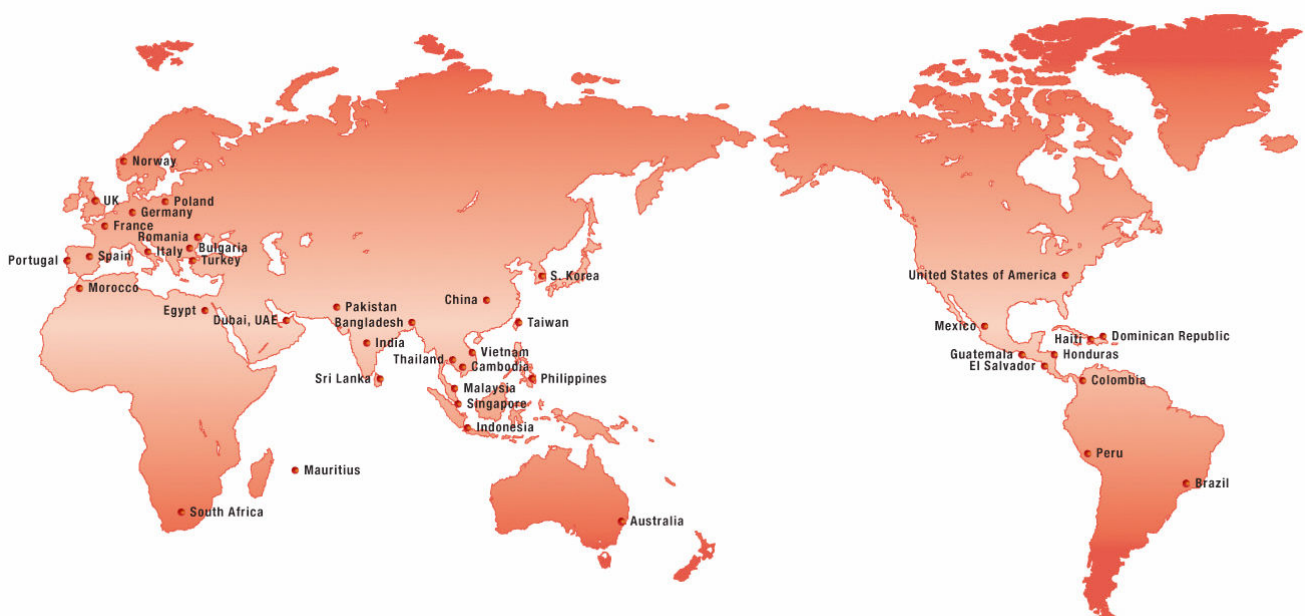 Norway
UK
Poland
Germany
France
Romania
Bulgaria
Italy
Spain
Portugal
Turkey
Morocco
Egypt
Dubai, UAE
Pakistan
Bangladesh
India
Sri Lanka
China
S. Korea
Taiwan
Thailand
Vietnam
Cambodia
Philippines
Malaysia
Singapore
Indonesia
Mauritius
South Africa
Australia
United States of America
Mexico
Haiti
Dominican Republic
Guatemala
Honduras
El Salvador
Colombia
Peru
Brazil